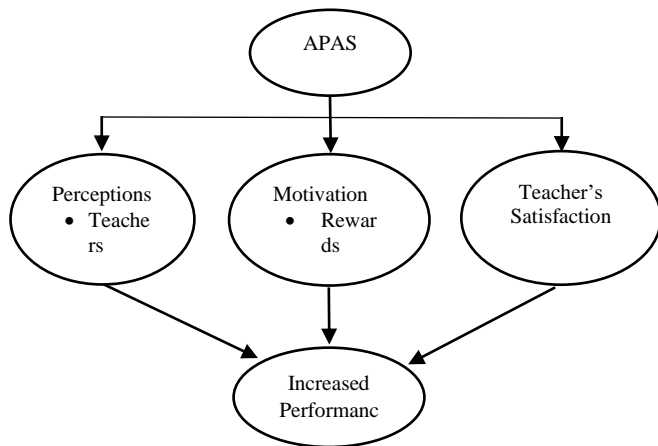 APAS
Perceptions
• Teache
rs
Motivation
• Rewar
ds
Teacher’s
Satisfaction
Increased
Performanc